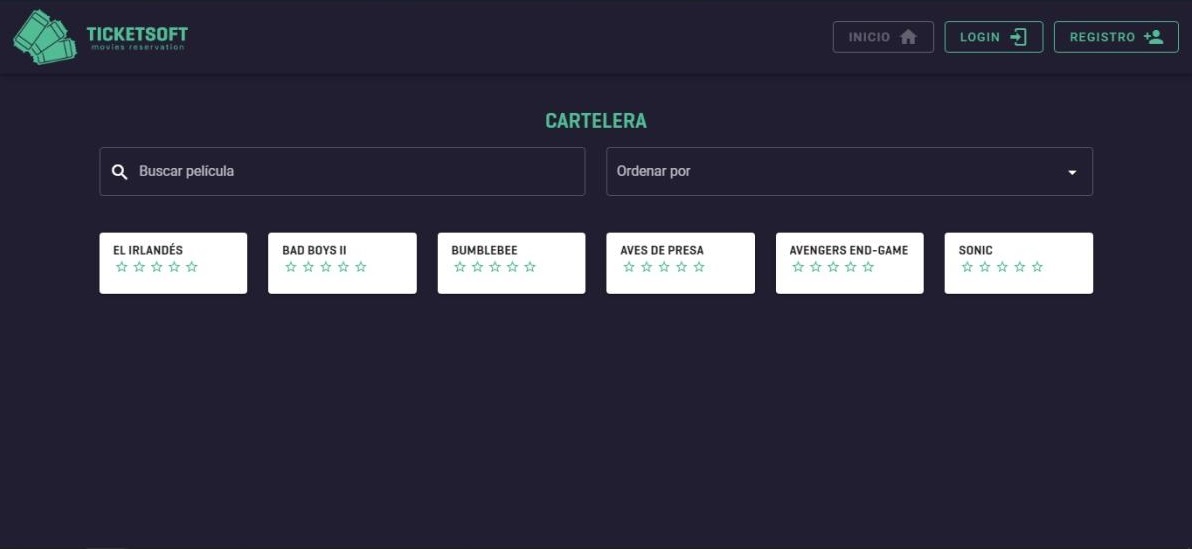 TICKETSOFT
movies reservation
INICIO
LOGIN
REGISTRO
CARTELERA
Buscar película
Ordenar por
EL IRLANDÉS
BAD BOYS II
BUMBLEBEE
AVES DE PRESA
AVENGERS END-GAME
SONIC